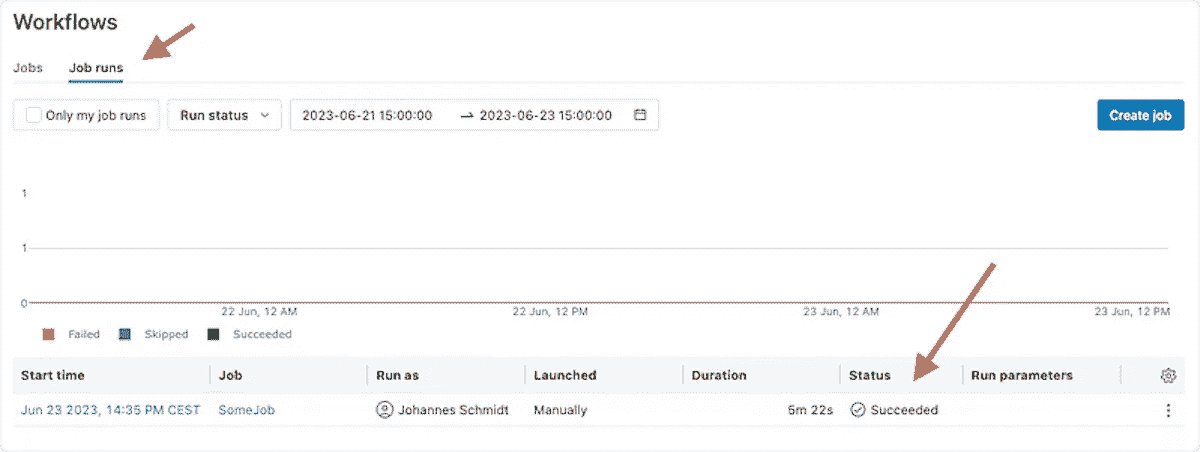 Workflows
Jobs Job runs
Only my job runs Run status 2023-06-21 15:00:00 → 2023-06-23 15:00:00 Create job
1
1
0
22 Jun, 12 AM 22 Jun, 12 PM 23 Jun, 12 AM 23 Jun, 12 PM
Failed Skipped Succeeded
Start time Job Run as Launched Duration Status Run parameters
Jun 23 2023, 14:35 PM CEST SomeJob Johannes Schmidt Manually 5m 22s Succeeded